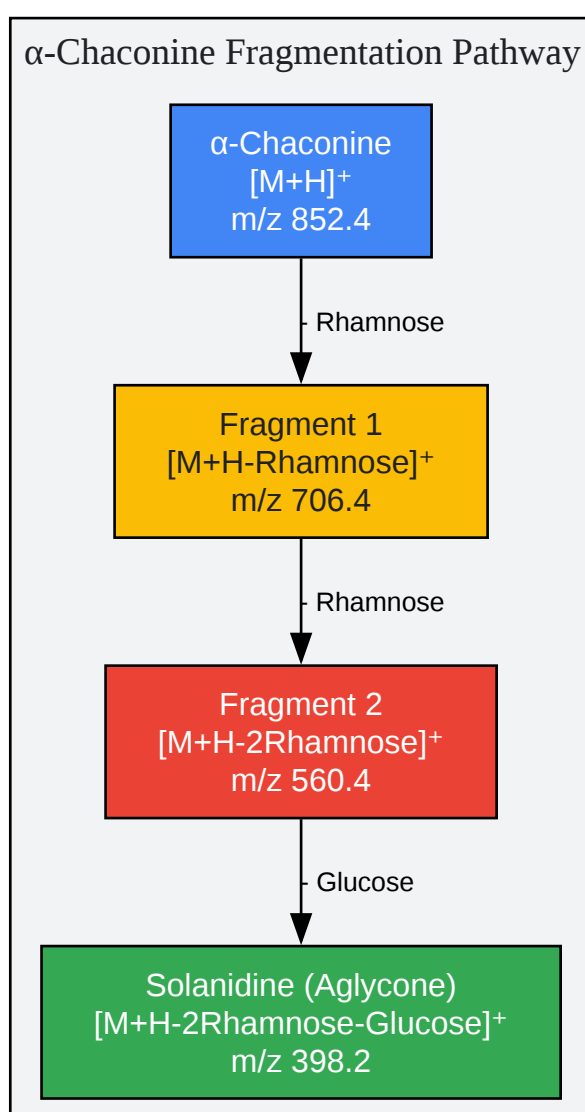 α-Chaconine Fragmentation Pathway
α-Chaconine
[M+H]⁺
m/z 852.4
- Rhamnose
Fragment 1
[M+H-Rhamnose]⁺
m/z 706.4
- Rhamnose
Fragment 2
[M+H-2Rhamnose]⁺
m/z 560.4
- Glucose
Solanidine (Aglycone)
[M+H-2Rhamnose-Glucose]⁺
m/z 398.2